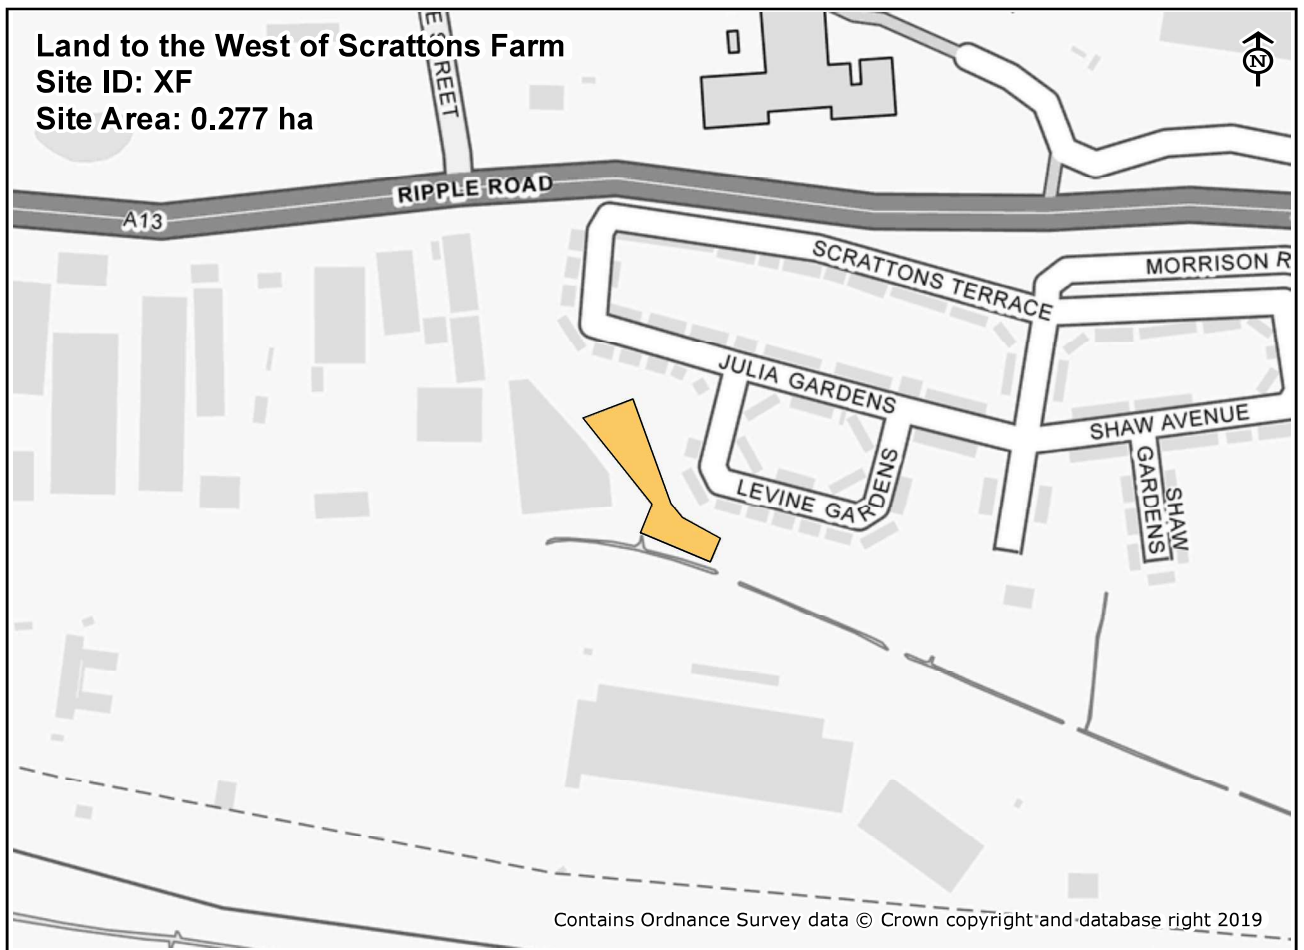 Land to the West of Scrattons Farm
Site ID: XF
Site Area: 0.277 ha
N
E STREET
RIPPLE ROAD
A13
SCRATTONS TERRACE
MORRISON R
JULIA GARDENS
SHAW AVENUE
LEVINE GARDENS
SHAW
GARDENS
Contains Ordnance Survey data © Crown copyright and database right 2019